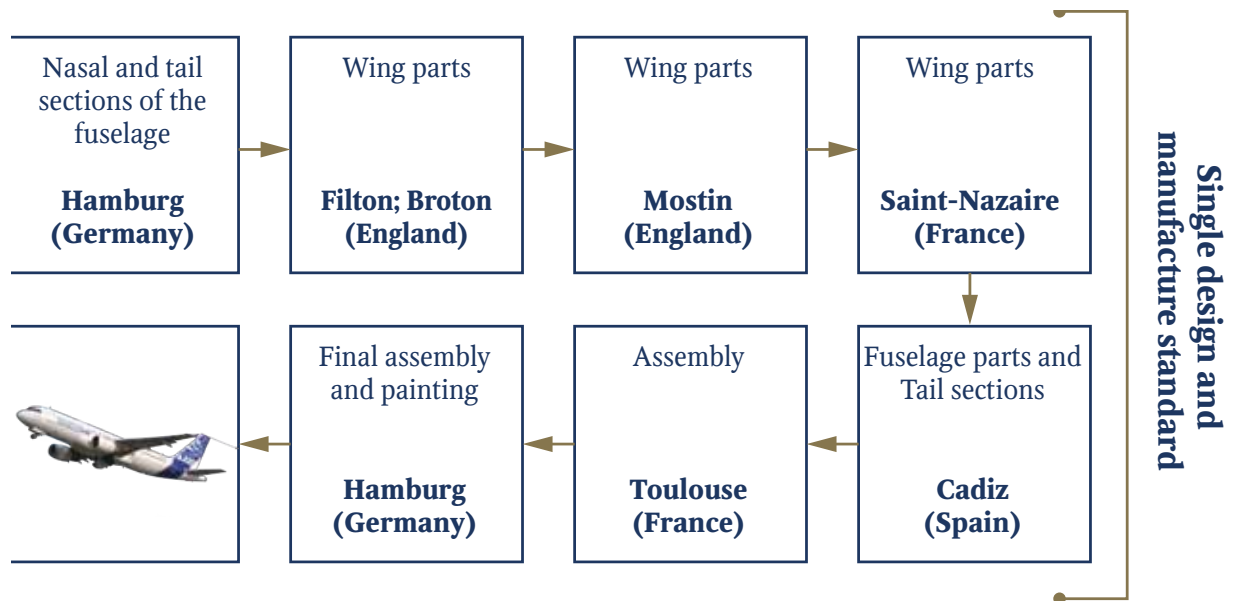 Nasal and tail
sections of the
fuselage
Hamburg
(Germany)
Wing parts
Filton; Broton
(England)
Wing parts
Mostin
(England)
Wing parts
Saint-Nazaire
(France)
Final assembly
and painting
Hamburg
(Germany)
Assembly
Toulouse
(France)
Fuselage parts and
Tail sections
Cadiz
(Spain)
Single design and
manufacture standard